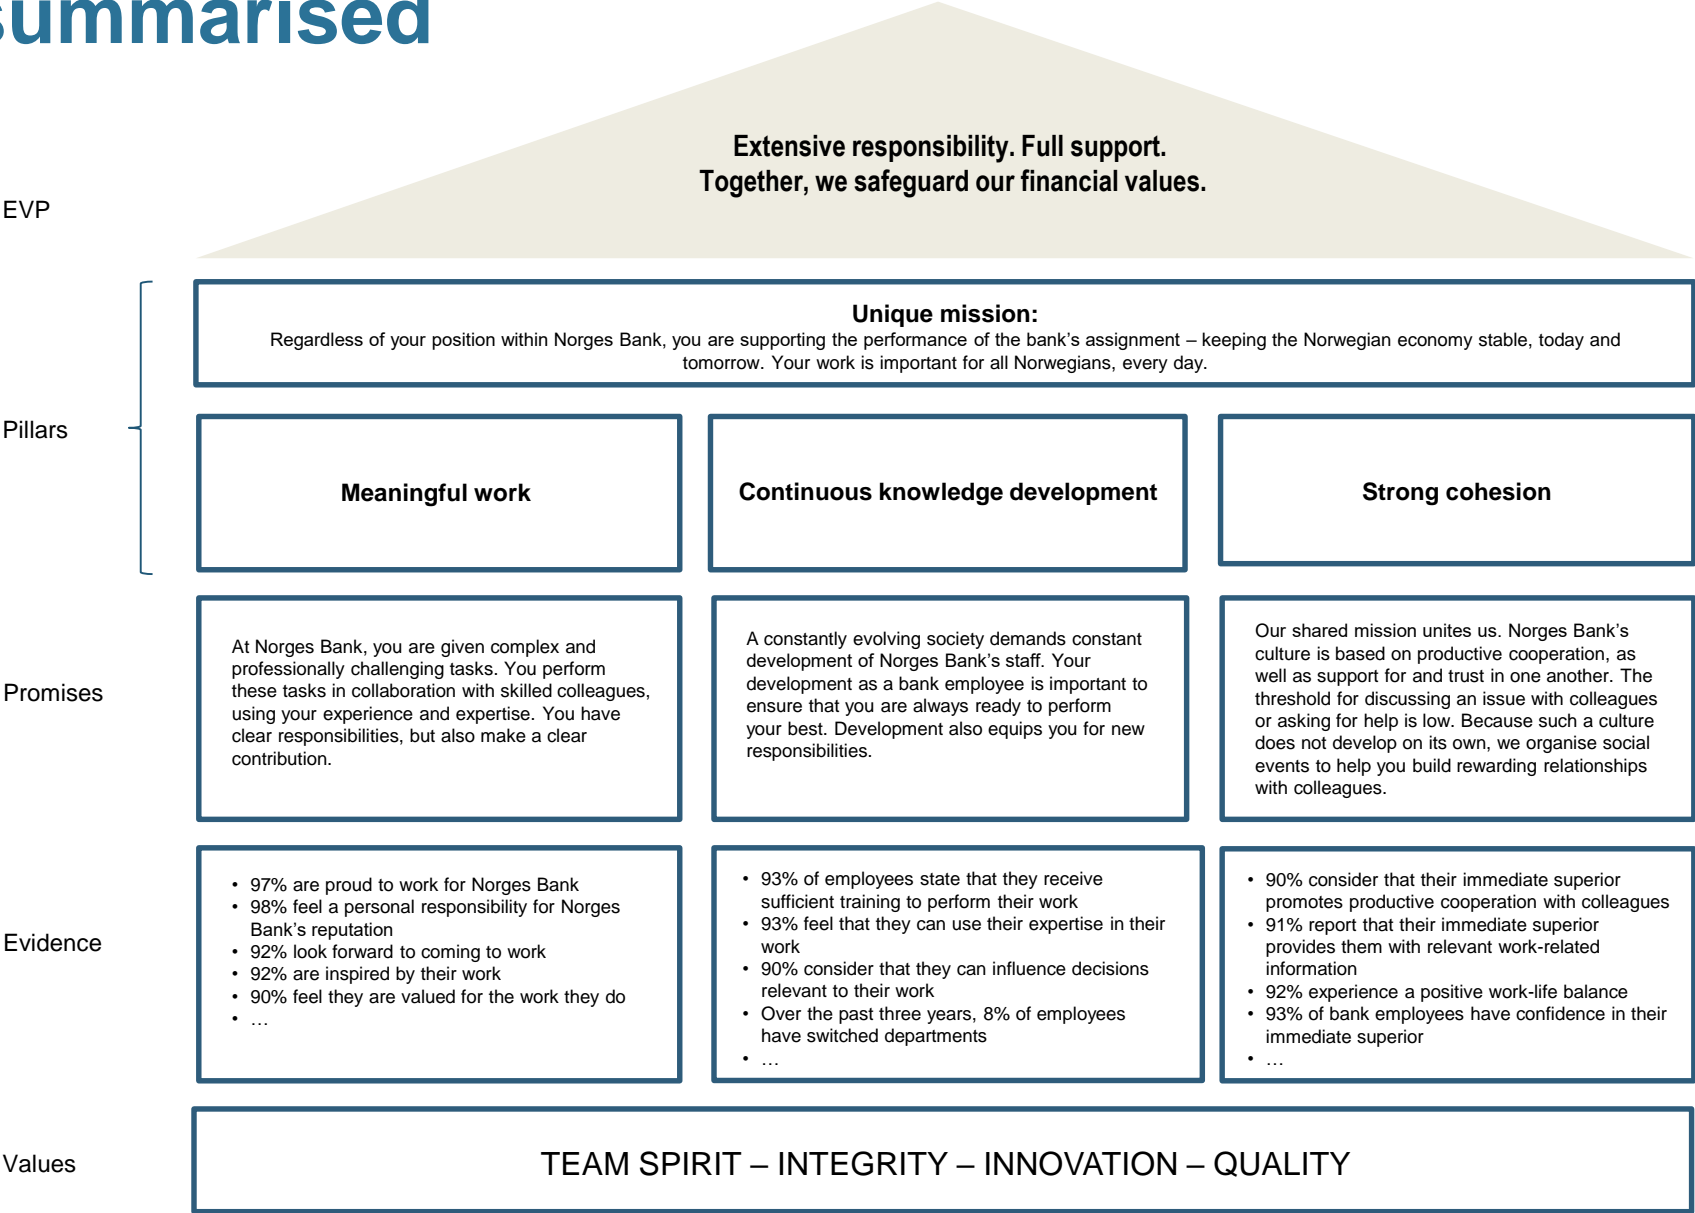 summarised
Extensive responsibility. Full support.
Together, we safeguard our financial values.
EVP
Unique mission:
Regardless of your position within Norges Bank, you are supporting the performance of the bank’s assignment – keeping the Norwegian economy stable, today and
tomorrow. Your work is important for all Norwegians, every day.
Pillars
Meaningful work
Continuous knowledge development
Strong cohesion
Promises
At Norges Bank, you are given complex and
professionally challenging tasks. You perform
these tasks in collaboration with skilled colleagues,
using your experience and expertise. You have
clear responsibilities, but also make a clear
contribution.
A constantly evolving society demands constant
development of Norges Bank’s staff. Your
development as a bank employee is important to
ensure that you are always ready to perform
your best. Development also equips you for new
responsibilities.
Our shared mission unites us. Norges Bank’s
culture is based on productive cooperation, as
well as support for and trust in one another. The
threshold for discussing an issue with colleagues
or asking for help is low. Because such a culture
does not develop on its own, we organise social
events to help you build rewarding relationships
with colleagues.
Evidence
• 97% are proud to work for Norges Bank
• 98% feel a personal responsibility for Norges
Bank’s reputation
• 92% look forward to coming to work
• 92% are inspired by their work
• 90% feel they are valued for the work they do
• …
• 93% of employees state that they receive
sufficient training to perform their work
• 93% feel that they can use their expertise in their
work
• 90% consider that they can influence decisions
relevant to their work
• Over the past three years, 8% of employees
have switched departments
• …
• 90% consider that their immediate superior
promotes productive cooperation with colleagues
• 91% report that their immediate superior
provides them with relevant work-related
information
• 92% experience a positive work-life balance
• 93% of bank employees have confidence in their
immediate superior
• …
Values
TEAM SPIRIT – INTEGRITY – INNOVATION – QUALITY